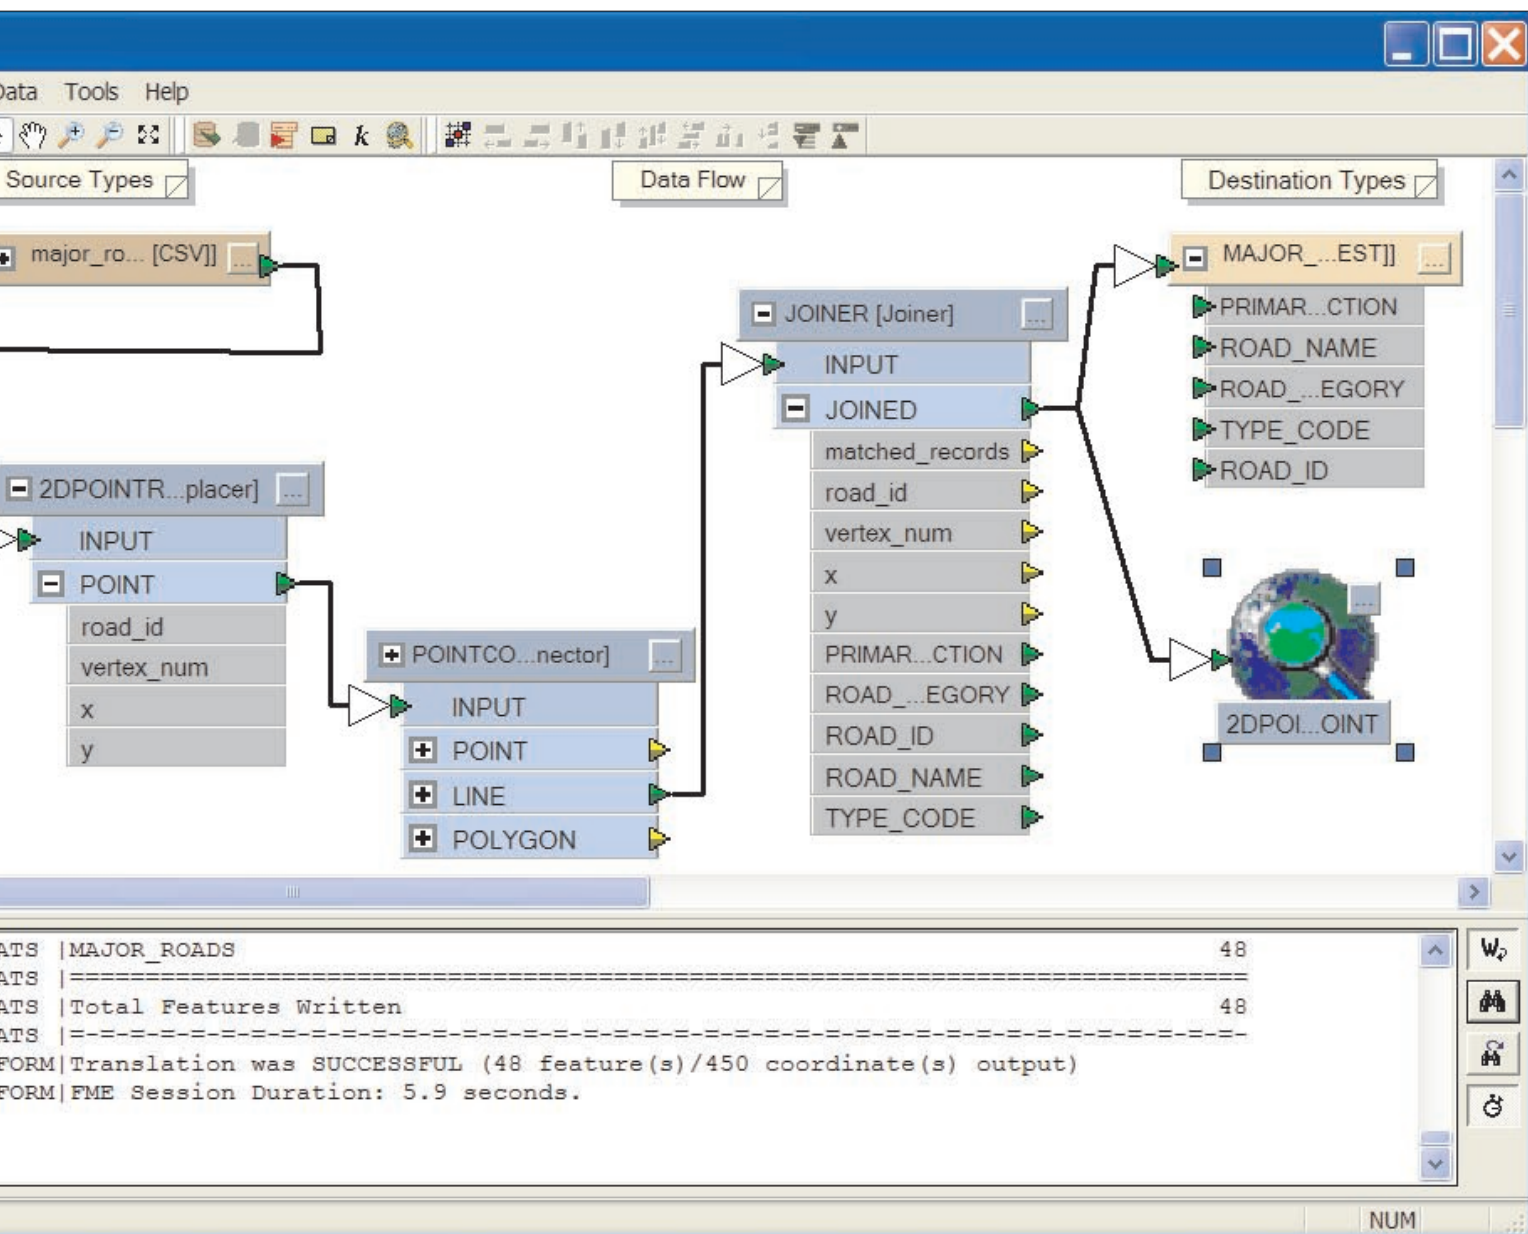 Data Tools Help
k
Source Types
Data Flow
Destination Types
major_ro... [CSV]] ...
MAJOR_...EST]] ...
PRIMAR...CTION
ROAD_NAME
ROAD_...EGORY
TYPE_CODE
ROAD_ID
JOINER [Joiner] ...
INPUT
JOINED
matched_records
road_id
vertex_num
x
y
PRIMAR...CTION
ROAD_...EGORY
ROAD_ID
ROAD_NAME
TYPE_CODE
2DPOINTR...placer] ...
INPUT
POINT
road_id
vertex_num
x
y
POINTCO...nector] ...
INPUT
POINT
LINE
POLYGON
...
2DPOI...OINT
ATS |MAJOR_ROADS 48
ATS |==============================================================================
ATS |Total Features Written 48
ATS |=-=-=-=-=-=-=-=-=-=-=-=-=-=-=-=-=-=-=-=-=-=-=-=-=-=-=-=-=-=-=-=-=-=-=-=-=-=-=-
FORM|Translation was SUCCESSFUL (48 feature(s)/450 coordinate(s) output)
FORM|FME Session Duration: 5.9 seconds.
W
NUM